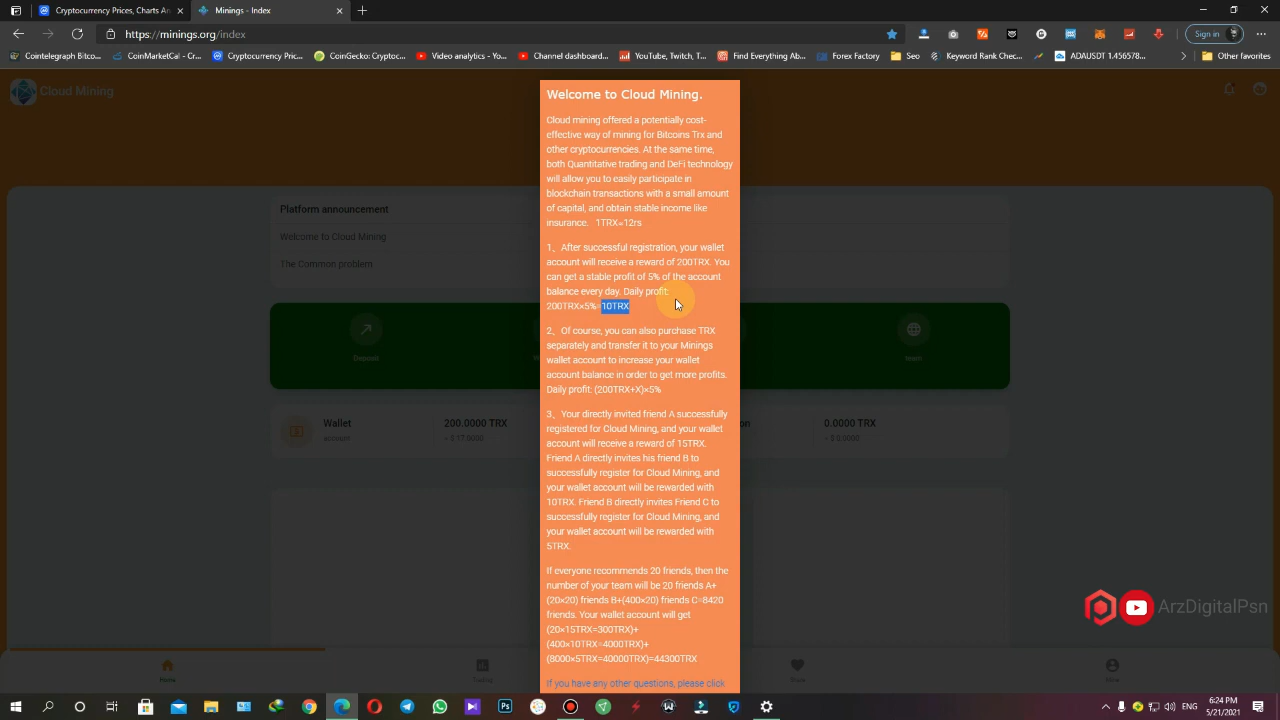 Cryptocurrency Prices, Charts An
Minings - Index
https://minings.org/index
Sign in
Cointelegraph Bitco...
CoinMarketCal - Cr...
Cryptocurrency Pric...
CoinGecko: Cryptoc...
Video analytics - Yo...
Channel dashboard...
YouTube, Twitch, T...
Find Everything Ab...
Forex Factory
Seo
Keyword Rank Chec...
ADAUSDT 1.456578...
Other favorites
Cloud Mining
Welcome to Cloud Mining.
Cloud mining offered a potentially cost-
effective way of mining for Bitcoins Trx and
other cryptocurrencies. At the same time,
both Quantitative trading and DeFi technology
will allow you to easily participate in
blockchain transactions with a small amount
of capital, and obtain stable income like
insurance. 1TRX=12rs
1、After successful registration, your wallet
account will receive a reward of 200TRX. You
can get a stable profit of 5% of the account
balance every day. Daily profit:
200TRX×5%=10TRX
2、Of course, you can also purchase TRX
separately and transfer it to your Minings
wallet account to increase your wallet
account balance in order to get more profits.
Daily profit: (200TRX+X)×5%
3、Your directly invited friend A successfully
registered for Cloud Mining, and your wallet
account will receive a reward of 15TRX.
Friend A directly invites his friend B to
successfully register for Cloud Mining, and
your wallet account will be rewarded with
10TRX. Friend B directly invites Friend C to
successfully register for Cloud Mining, and
your wallet account will be rewarded with
5TRX.
If everyone recommends 20 friends, then the
number of your team will be 20 friends A+
(20×20) friends B+(400×20) friends C=8420
friends. Your wallet account will get
(20×15TRX=300TRX)+
(400×10TRX=4000TRX)+
(8000×5TRX=40000TRX)=44300TRX
If you have any other questions, please click
Platform announcement
Welcome to Cloud Mining
The Common problem
Deposit
team
Wallet
account
200.0000 TRX
0.0000 TRX
ArzDigitalPsn
Home
Trading
Share
Mine
6:24 PM
5/21/2021